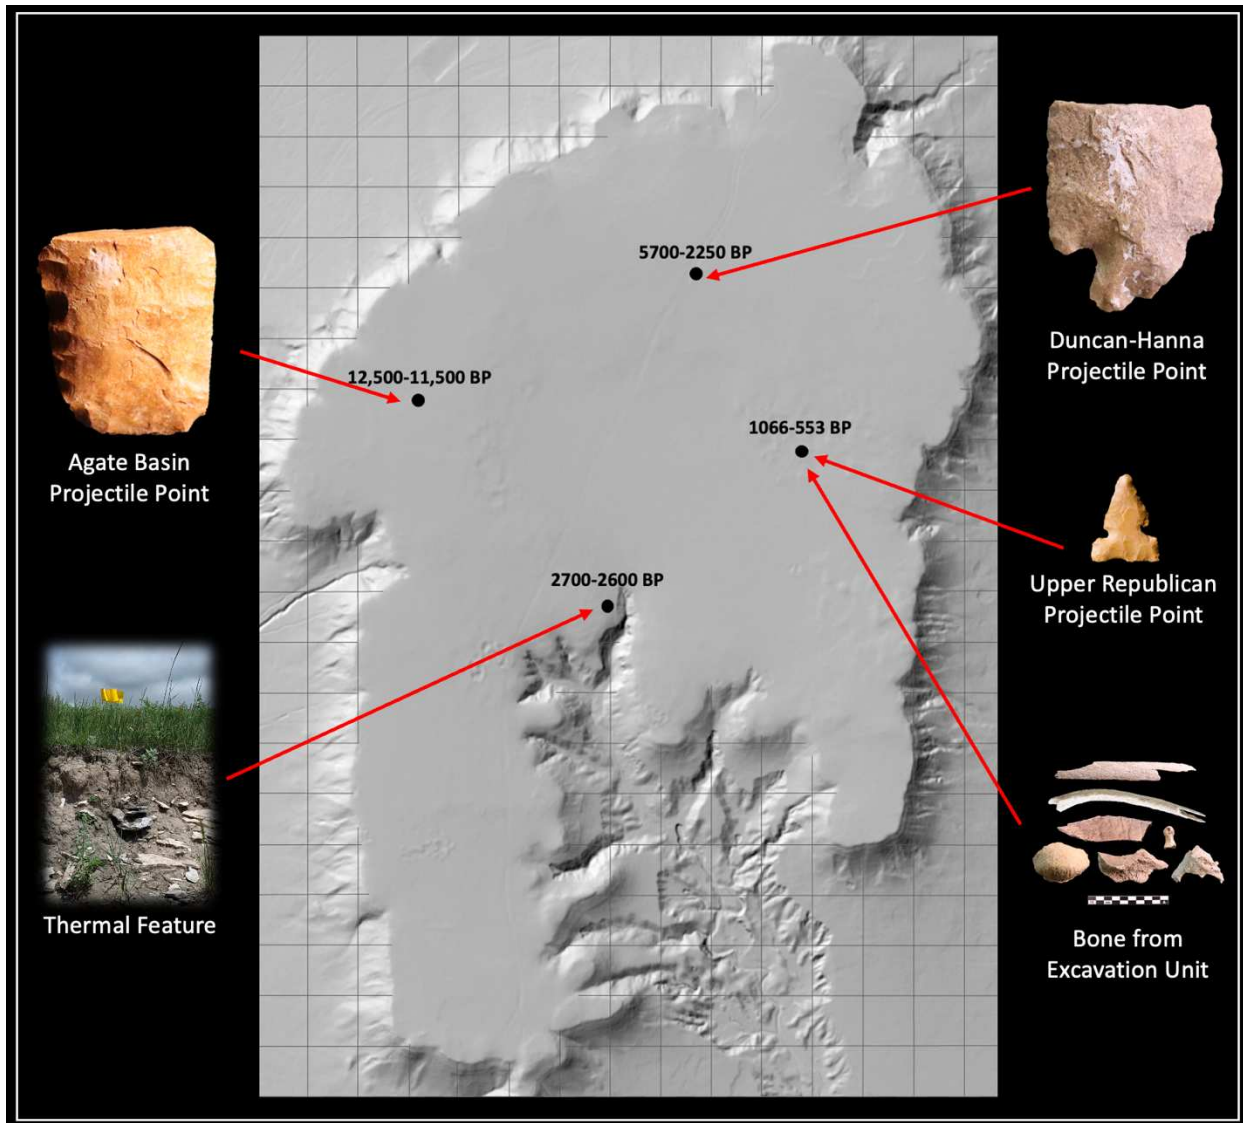 5700-2250 BP
Duncan-Hanna
Projectile Point
12,500-11,500 BP
1066-553 BP
Agate Basin
Projectile Point
2700-2600 BP
Upper Republican
Projectile Point
Thermal Feature
Bone from
Excavation Unit